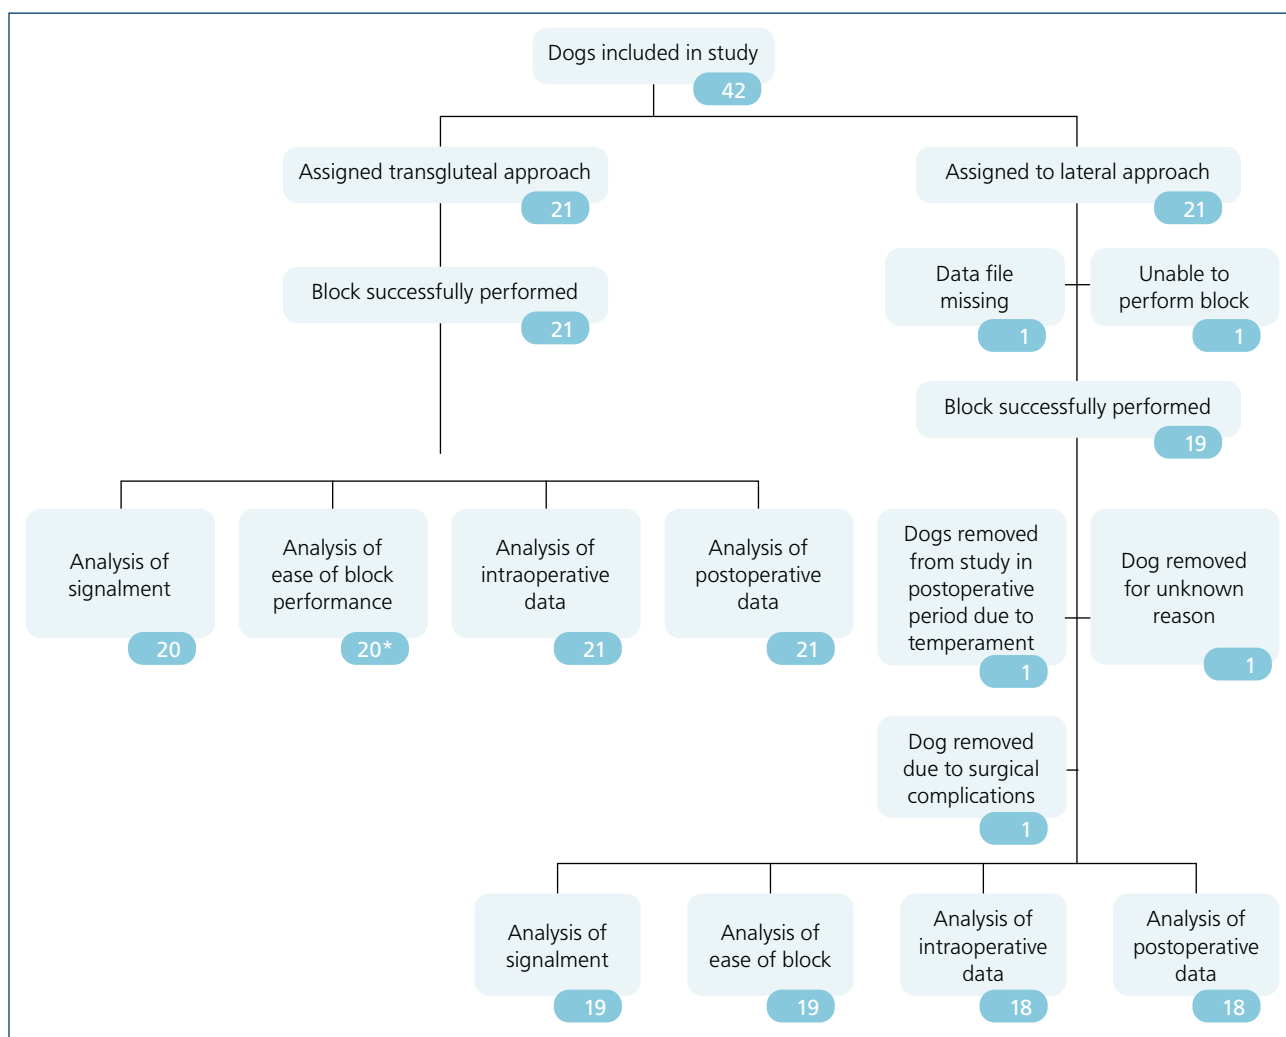 Dogs included in study
42
Assigned transgluteal approach
21
Assigned to lateral approach
21
Data file
missing
1
Unable to
perform block
1
Block successfully performed
21
Block successfully performed
19
Analysis of
signalment
20
Analysis of
ease of block
performance
20*
Analysis of
intraoperative
data
21
Analysis of
postoperative
data
21
Dogs removed
from study in
postoperative
period due to
temperament
1
Dog removed
for unknown
reason
1
Dog removed
due to surgical
complications
1
Analysis of
signalment
19
Analysis of
ease of block
19
Analysis of
intraoperative
data
18
Analysis of
postoperative
data
18